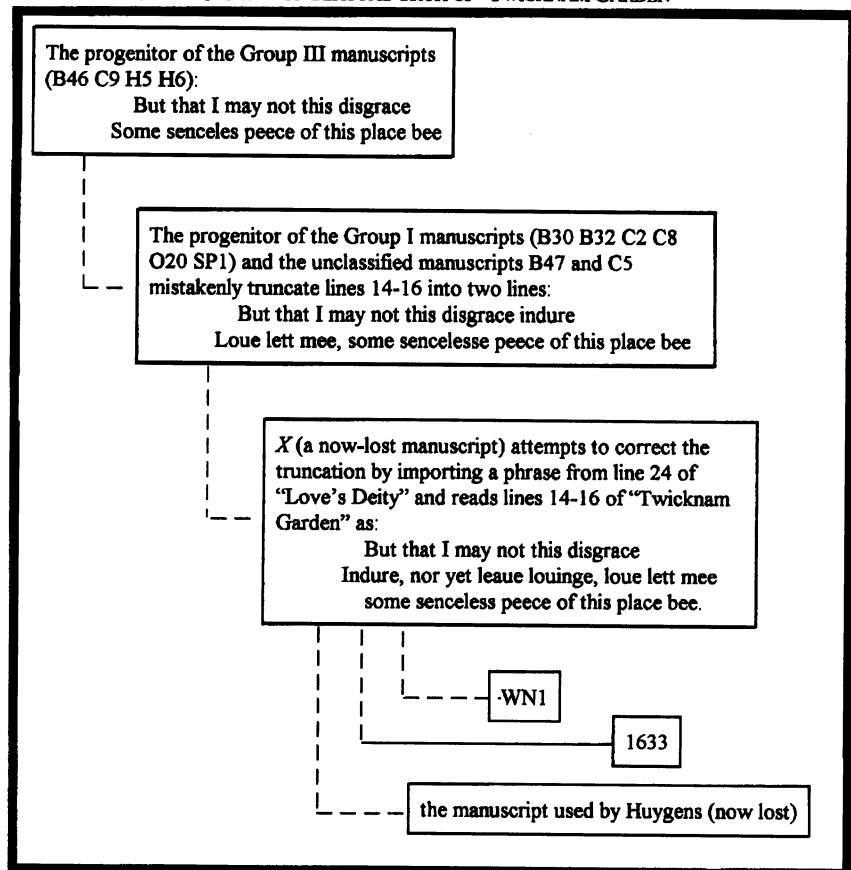 The progenitor of the Group III manuscripts
(B46 C9 H5 H6):
But that I may not this disgrace
Some senceles peece of this place bee
The progenitor of the Group I manuscripts (B30 B32 C2 C8
O20 SP1) and the unclassified manuscripts B47 and C5
mistakenly truncate lines 14-16 into two lines:
But that I may not this disgrace indure
Loue lett mee, some sencelesse peece of this place bee
X (a now-lost manuscript) attempts to correct the
truncation by importing a phrase from line 24 of
“Love’s Deity” and reads lines 14-16 of “Twicknam
Garden” as:
But that I may not this disgrace
Indure, nor yet leaue louinge, loue lett mee
some senceless peece of this place bee.
WN1
1633
the manuscript used by Huygens (now lost)